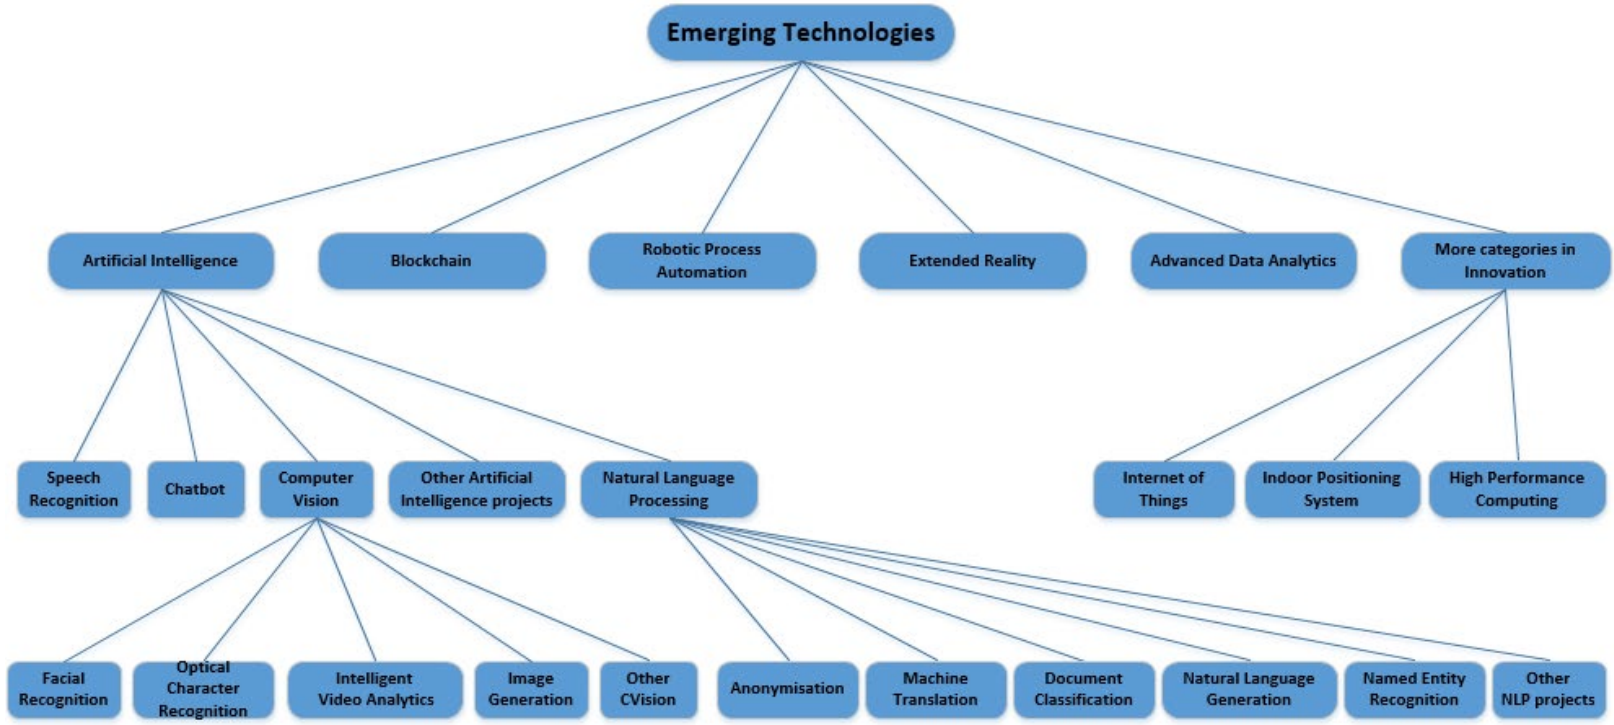 Emerging Technologies
Artificial Intelligence
Blockchain
Robotic Process
Automation
Extended Reality
Advanced Data Analytics
More categories in
Innovation
Speech
Recognition
Chatbot
Computer
Vision
Other Artificial
Intelligence projects
Natural Language
Processing
Internet of
Things
Indoor Positioning
System
High Performance
Computing
Facial
Recognition
Optical
Character
Recognition
Intelligent
Video Analytics
Image
Generation
Other
CVision
Anonymisation
Machine
Translation
Document
Classification
Natural Language
Generation
Named Entity
Recognition
Other
NLP projects